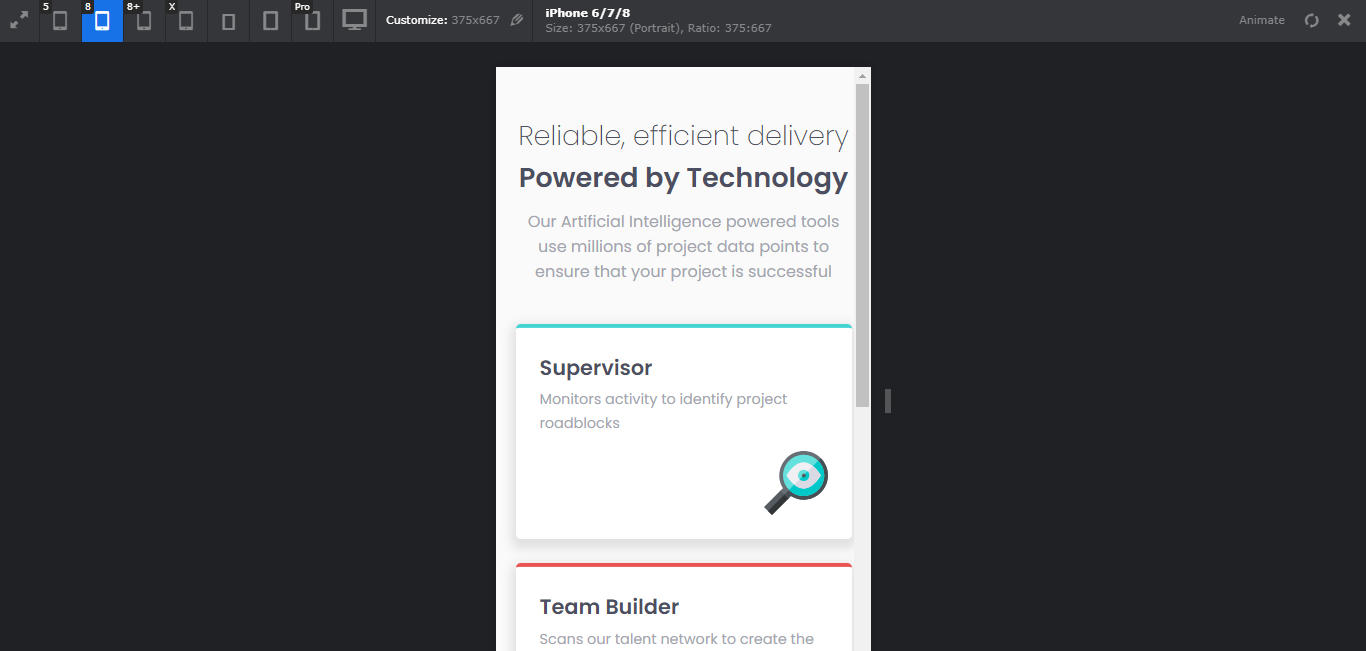 5
8
8+
X
Pro
Customize: 375x667
iPhone 6/7/8
Size: 375x667 (Portrait), Ratio: 375:667
Animate
Reliable, efficient delivery
Powered by Technology
Our Artificial Intelligence powered tools
use millions of project data points to
ensure that your project is successful
Supervisor
Monitors activity to identify project
roadblocks
Team Builder
Scans our talent network to create the